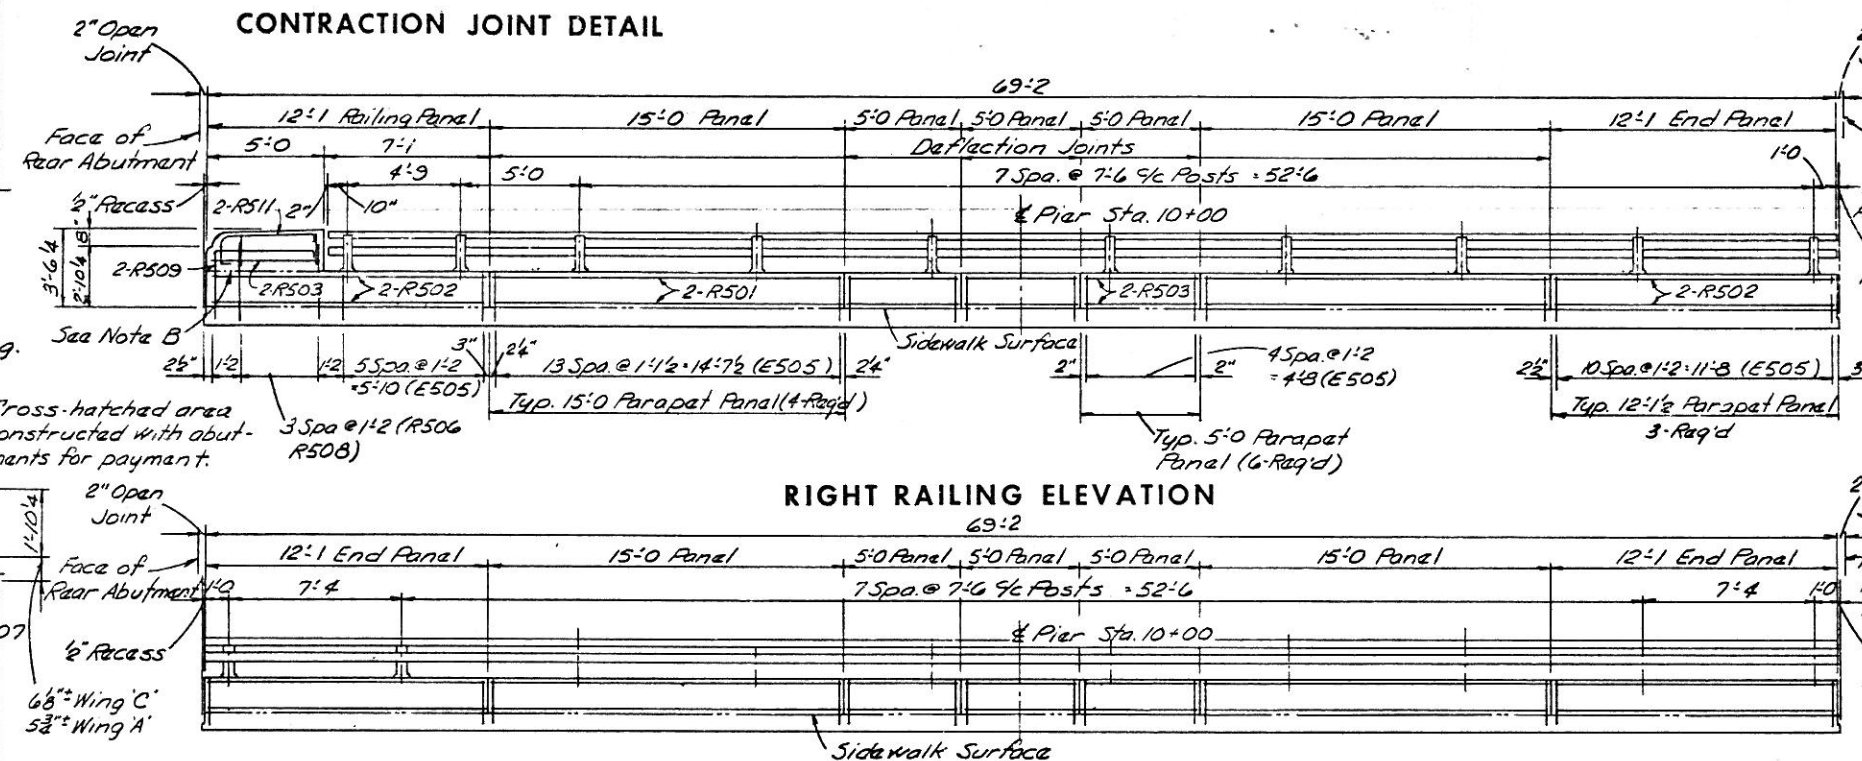 CONTRACTION JOINT DETAIL
2" Open
Joint
69'-2
12'-1 Railing Panel
15'-0 Panel
5'-0 Panel
5'-0 Panel
5'-0 Panel
15'-0 Panel
12'-1 End Panel
Face of
Rear Abutment
5'-0
7'-1
Deflection Joints
1'-0
4'-9
5'-0
7 Spa. @ 7'-6 c/c Posts = 52'-6
½" Recess
2-R511
2"
10"
℄ Pier Sta. 10+00
3'-6¼
8"
2'-10¼
2-R509
2-R503
2-R502
2-R501
2-R503
2-R502
See Note B
Sidewalk Surface
g.
2½"
1'-2
1'-2
5 Spa. @ 1'-2
=5'-10 (E505)
3"
2¼"
13 Spa. @ 1'-1½ = 14'-7½ (E505)
2¼"
2"
2"
4 Spa. @ 1'-2
= 4'-8 (E505)
2½"
10 Spa. @ 1'-2 = 11'-8 (E505)
3
Cross-hatched area
onstructed with abut-
ments for payment.
3 Spa @ 1'-2 (R506
R508)
Typ. 15'-0 Parapet Panel (4-Req'd)
Typ. 5'-0 Parapet
Panel (6-Req'd)
Typ. 12'-1½ Parapet Panel
3-Req'd
RIGHT RAILING ELEVATION
2" Open
Joint
1'-10¼
69'-2
12'-1 End Panel
15'-0 Panel
5'-0 Panel
5'-0 Panel
5'-0 Panel
15'-0 Panel
12'-1 End Panel
Face of
Rear Abutment
1'-0
7'-4
7 Spa. @ 7'-6 c/c Posts = 52'-6
7'-4
1'-0
07
½" Recess
℄ Pier Sta. 10+00
6⅛"± Wing 'C'
5¾"± Wing 'A'
Sidewalk Surface